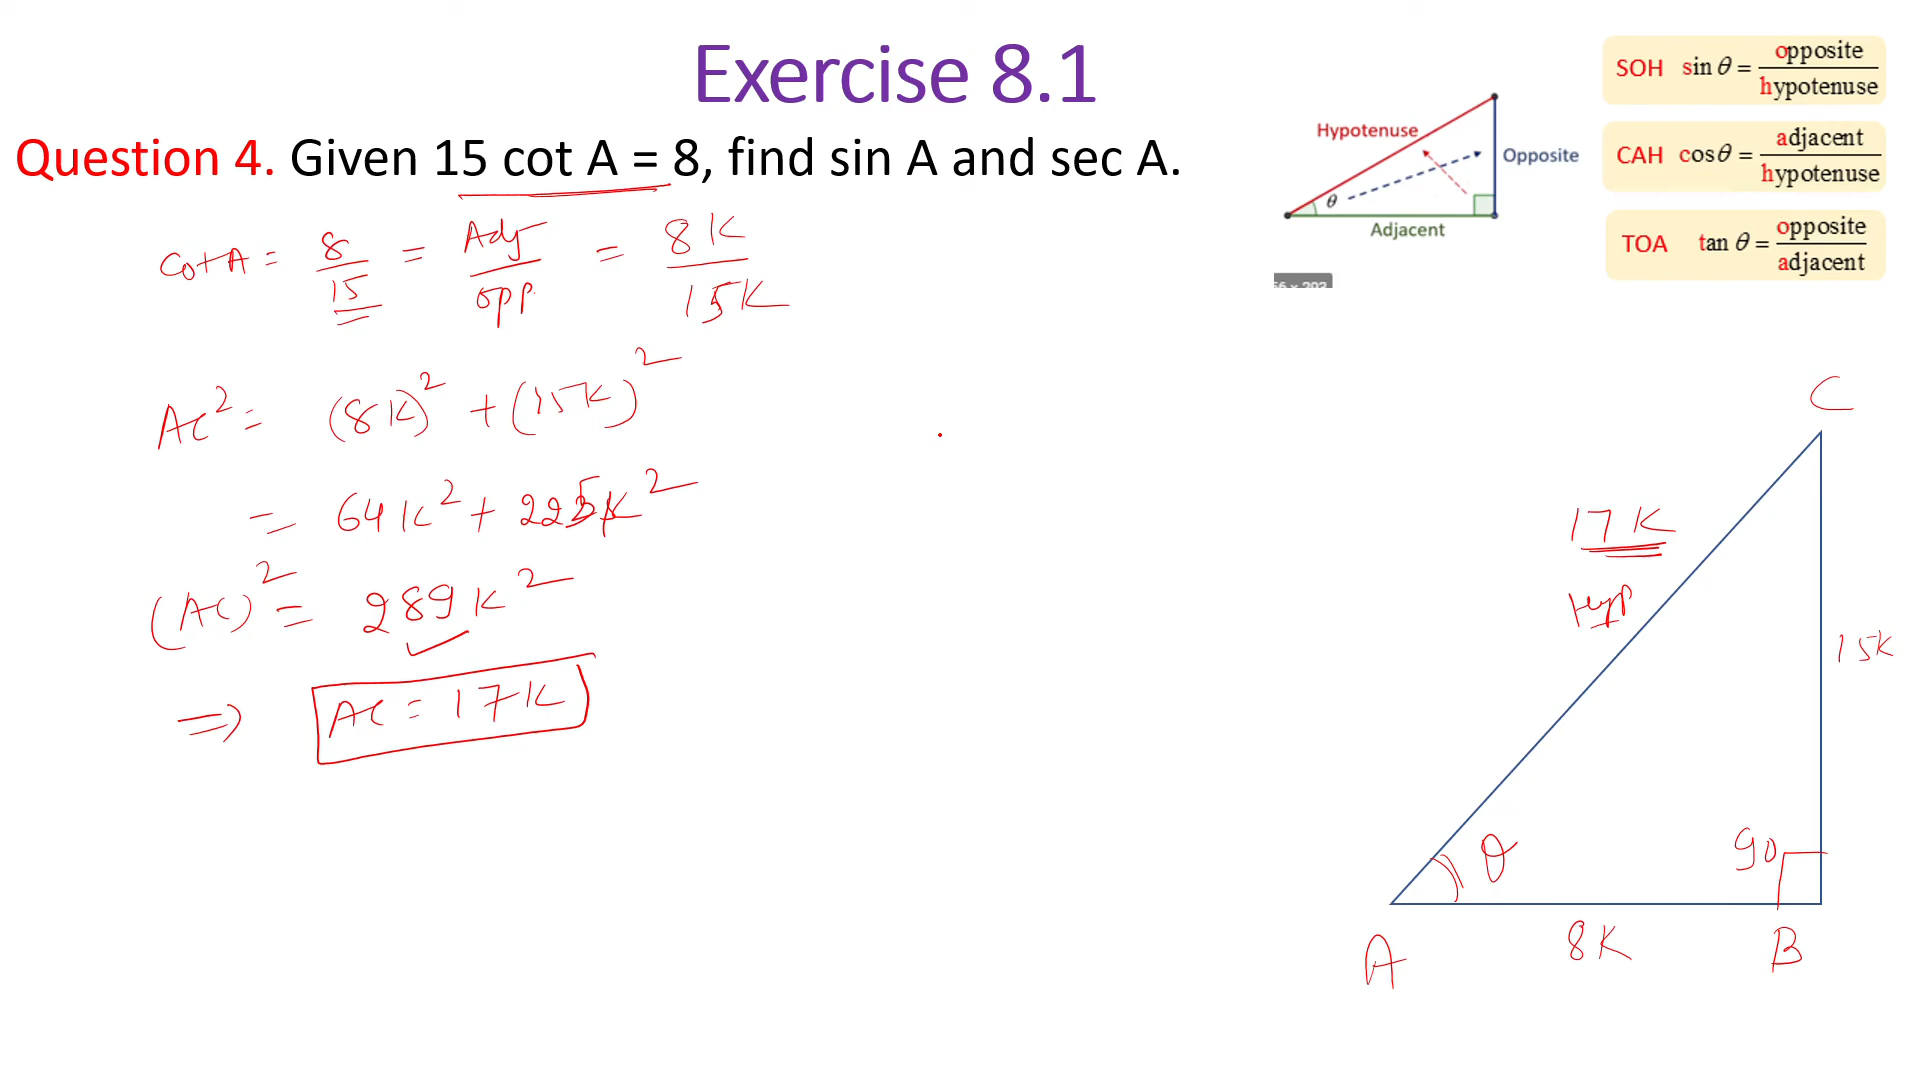 Exercise 8.1
Question 4. Given 15 cot A = 8, find sin A and sec A.
Cot A = 8/15 = Adj/opp. = 8K/15K
AC² = (8K)² + (15K)²
= 64K² + 225K²
(AC)² = 289K²
⇒ AC = 17K
Hypotenuse
Opposite
θ
Adjacent
SOH sin θ = opposite/hypotenuse
CAH cos θ = adjacent/hypotenuse
TOA tan θ = opposite/adjacent
C
17K
Hyp
15K
θ
90
A
8K
B